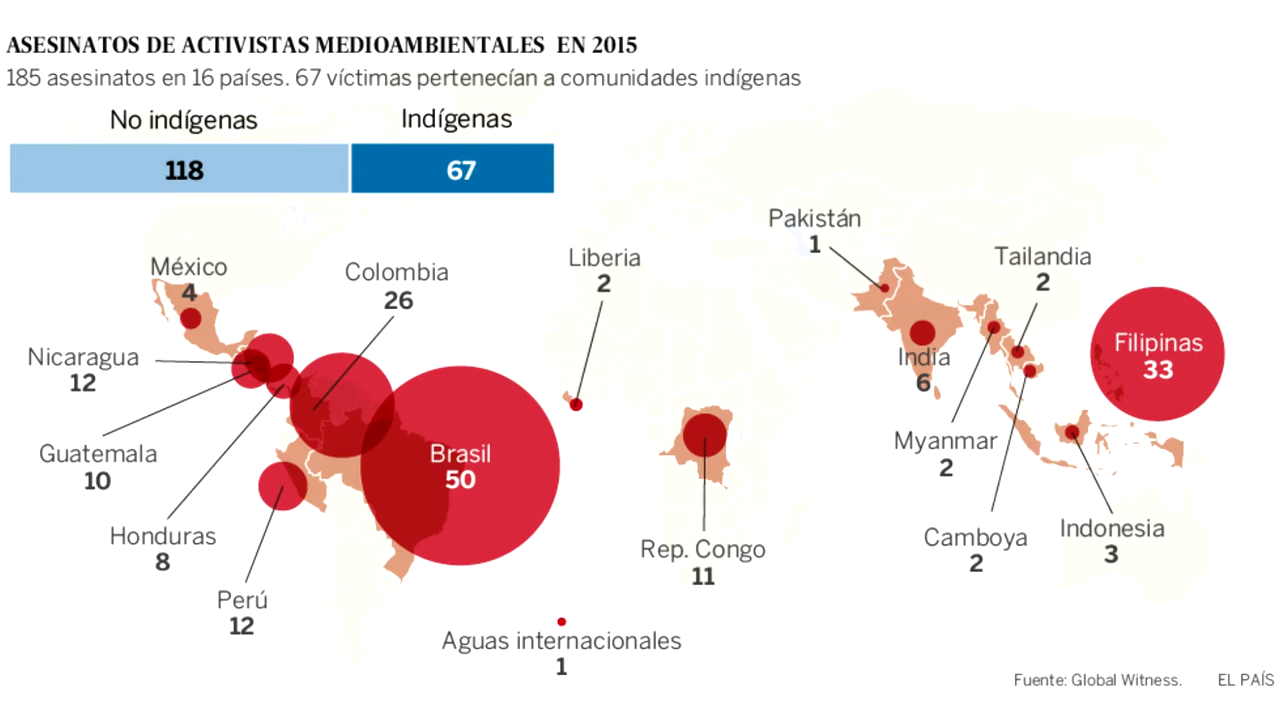 ASESINATOS DE ACTIVISTAS MEDIOAMBIENTALES EN 2015
185 asesinatos en 16 países. 67 víctimas pertenecían a comunidades indígenas
No indígenas
Indígenas
118
67
México
4
Colombia
26
Liberia
2
Pakistán
1
Tailandia
2
Filipinas
33
Nicaragua
12
India
6
Guatemala
10
Brasil
50
Myanmar
2
Honduras
8
Rep. Congo
11
Camboya
2
Indonesia
3
Perú
12
Aguas internacionales
1
Fuente: Global Witness.
EL PAÍS